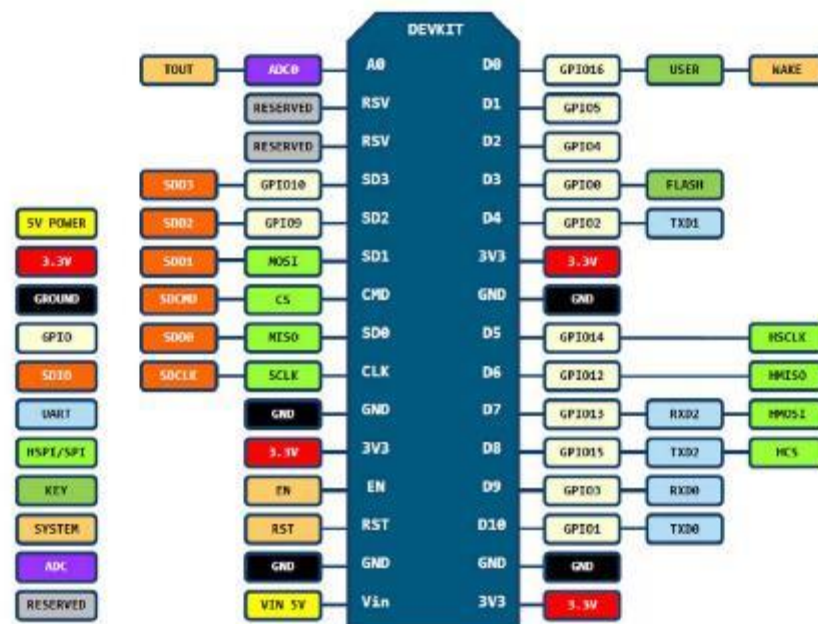 DEVKIT
TOUT ADC0 A0 D0 GPIO16 USER WAKE
RESERVED RSV D1 GPIO5
RESERVED RSV D2 GPIO4
SDD3 GPIO10 SD3 D3 GPIO0 FLASH
5V POWER SDD2 GPIO9 SD2 D4 GPIO2 TXD1
3.3V SDD1 MOSI SD1 3V3 3.3V
GROUND SDCMD CS CMD GND GND
GPIO SDD0 MISO SD0 D5 GPIO14 HSCLK
SDIO SDCLK SCLK CLK D6 GPIO12 HMISO
UART GND GND D7 GPIO13 RXD2 HMOSI
HSPI/SPI 3.3V 3V3 D8 GPIO15 TXD2 HCS
KEY EN EN D9 GPIO3 RXD0
SYSTEM RST RST D10 GPIO1 TXD0
ADC GND GND GND GND
RESERVED VIN 5V Vin 3V3 3.3V